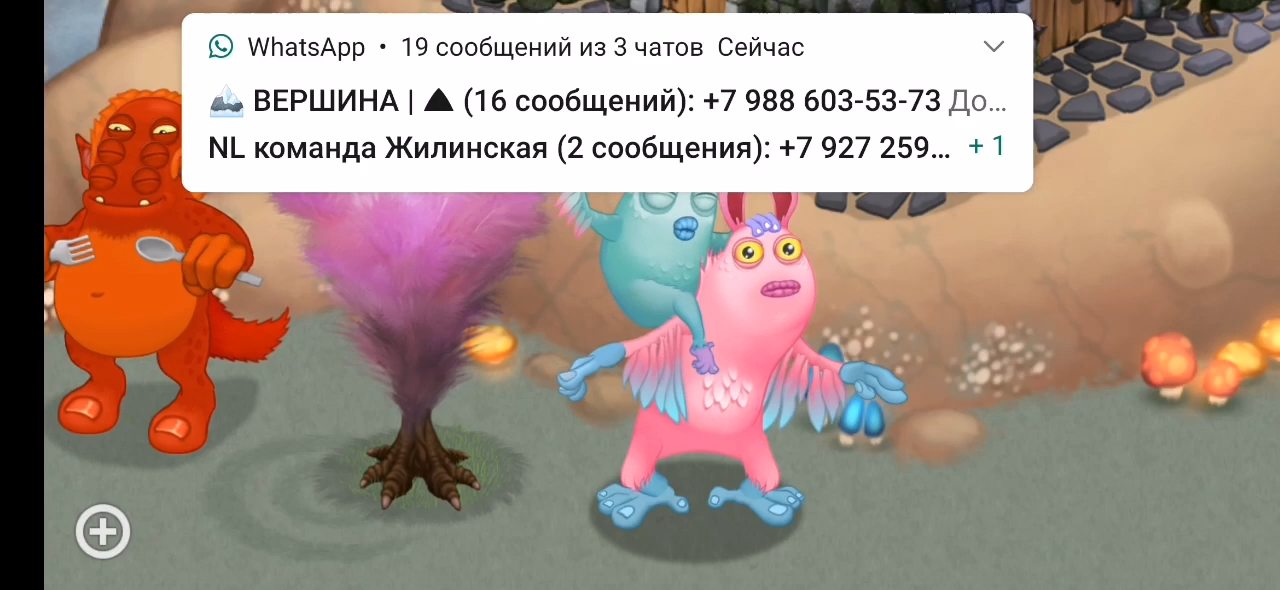 WhatsApp • 19 сообщений из 3 чатов Сейчас
🏔️ ВЕРШИНА | ▲ (16 сообщений): +7 988 603-53-73 До...
NL команда Жилинская (2 сообщения): +7 927 259... + 1